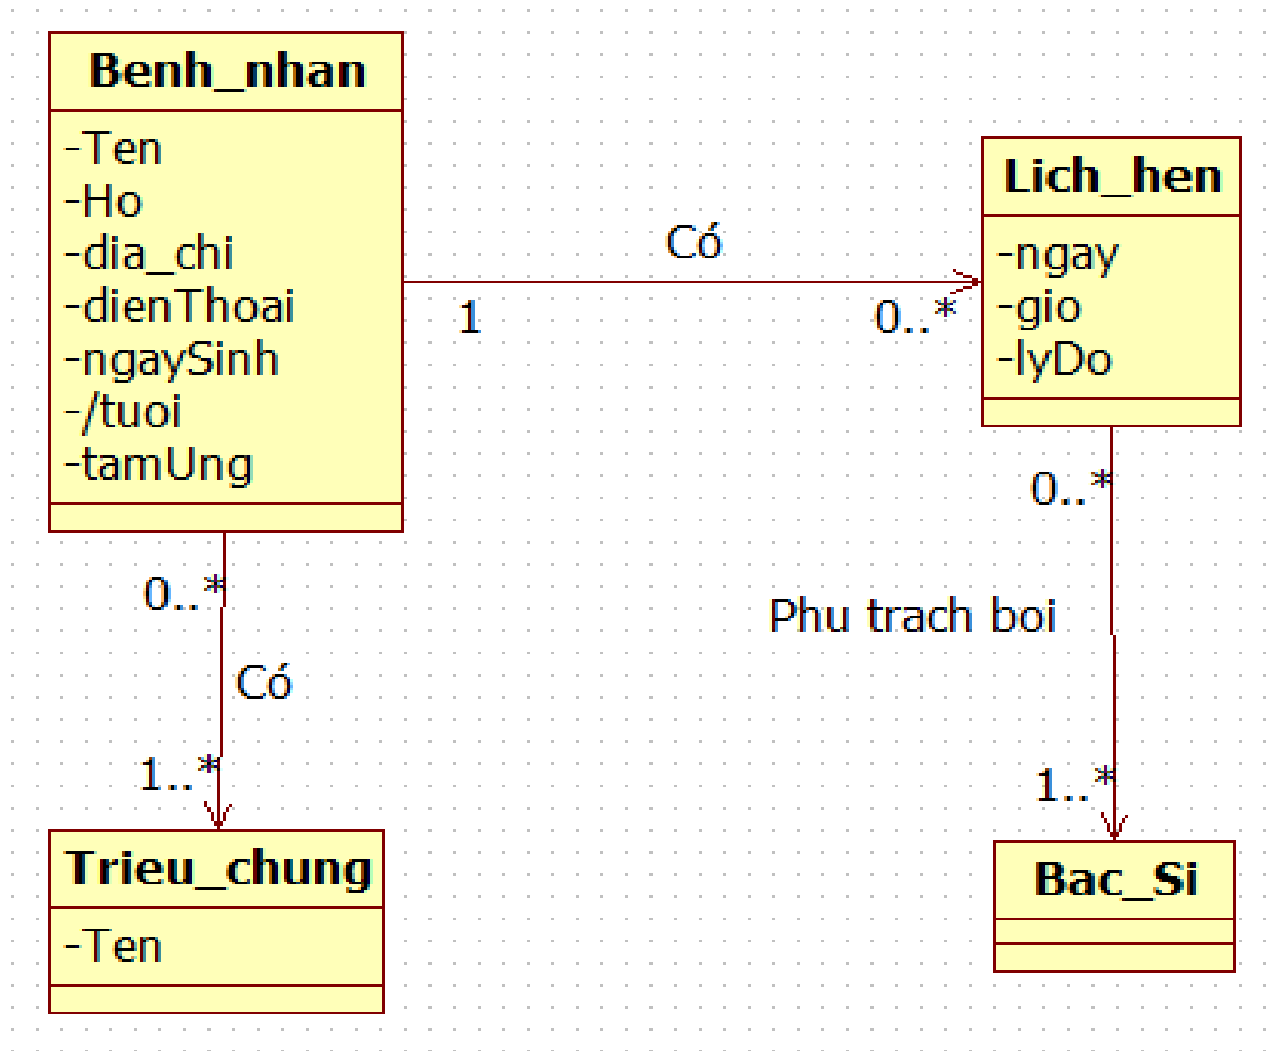 Benh_nhan
-Ten
-Ho
-dia_chi
-dienThoai
-ngaySinh
-/tuoi
-tamUng
Có
1
0..*
Lich_hen
-ngay
-gio
-lyDo
0..*
Có
1..*
Trieu_chung
-Ten
0..*
Phu trach boi
1..*
Bac_Si